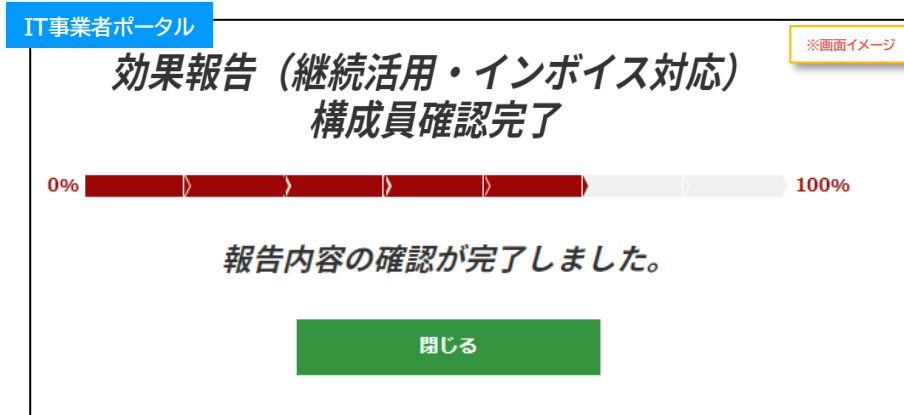 IT事業者ポータル
※画面イメージ
効果報告（継続活用・インボイス対応）
構成員確認完了
0%
100%
報告内容の確認が完了しました。
閉じる